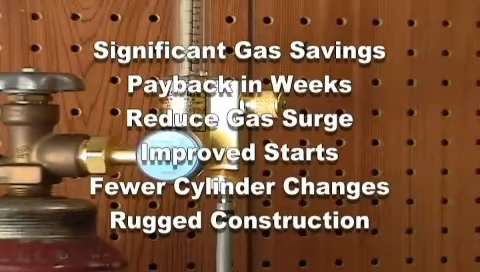 Significant Gas Savings
Payback in Weeks
Reduce Gas Surge
Improved Starts
Fewer Cylinder Changes
Rugged Construction